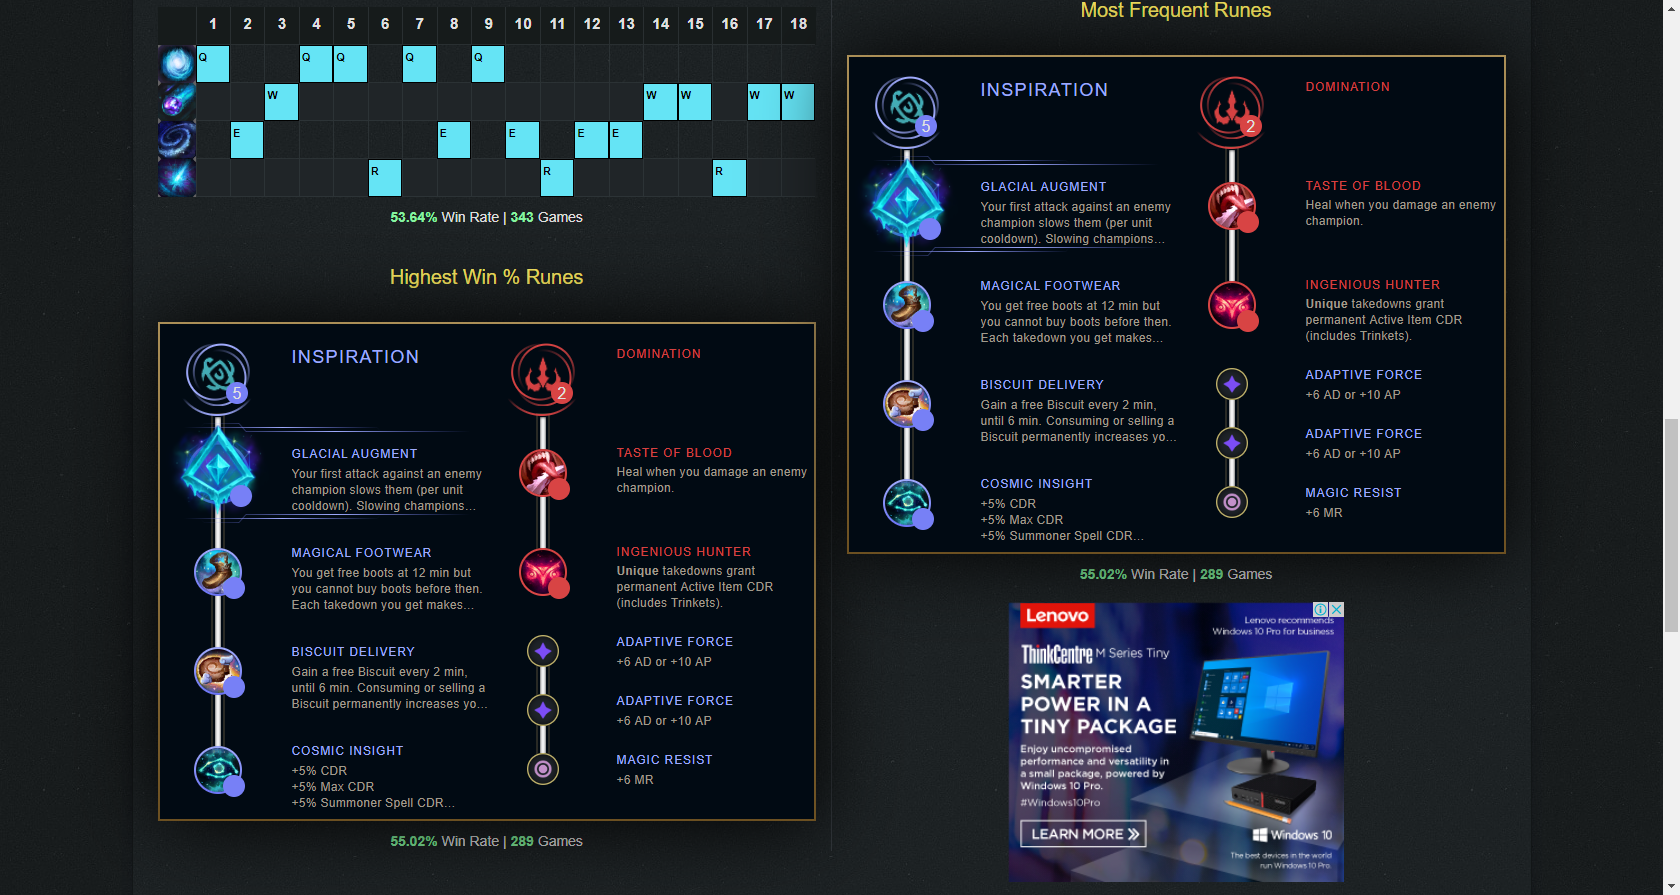 1 2 3 4 5 6 7 8 9 10 11 12 13 14 15 16 17 18
Q Q Q Q Q
W W W W W
E E E E E
R R R
53.64% Win Rate | 343 Games
Highest Win % Runes
INSPIRATION
5
GLACIAL AUGMENT
Your first attack against an enemy
champion slows them (per unit
cooldown). Slowing champions...
MAGICAL FOOTWEAR
You get free boots at 12 min but
you cannot buy boots before then.
Each takedown you get makes...
BISCUIT DELIVERY
Gain a free Biscuit every 2 min,
until 6 min. Consuming or selling a
Biscuit permanently increases yo...
COSMIC INSIGHT
+5% CDR
+5% Max CDR
+5% Summoner Spell CDR...
DOMINATION
2
TASTE OF BLOOD
Heal when you damage an enemy
champion.
INGENIOUS HUNTER
Unique takedowns grant
permanent Active Item CDR
(includes Trinkets).
ADAPTIVE FORCE
+6 AD or +10 AP
ADAPTIVE FORCE
+6 AD or +10 AP
MAGIC RESIST
+6 MR
55.02% Win Rate | 289 Games
Most Frequent Runes
INSPIRATION
5
GLACIAL AUGMENT
Your first attack against an enemy
champion slows them (per unit
cooldown). Slowing champions...
MAGICAL FOOTWEAR
You get free boots at 12 min but
you cannot buy boots before then.
Each takedown you get makes...
BISCUIT DELIVERY
Gain a free Biscuit every 2 min,
until 6 min. Consuming or selling a
Biscuit permanently increases yo...
COSMIC INSIGHT
+5% CDR
+5% Max CDR
+5% Summoner Spell CDR...
DOMINATION
2
TASTE OF BLOOD
Heal when you damage an enemy
champion.
INGENIOUS HUNTER
Unique takedowns grant
permanent Active Item CDR
(includes Trinkets).
ADAPTIVE FORCE
+6 AD or +10 AP
ADAPTIVE FORCE
+6 AD or +10 AP
MAGIC RESIST
+6 MR
55.02% Win Rate | 289 Games
Lenovo
Lenovo recommends
Windows 10 Pro for business
ThinkCentre M Series Tiny
SMARTER
POWER IN A
TINY PACKAGE
Enjoy uncompromised
performance and versatility in
a small package, powered by
Windows 10 Pro.
#Windows10Pro
LEARN MORE »
Windows 10
The best devices in the world
run Windows 10 Pro.